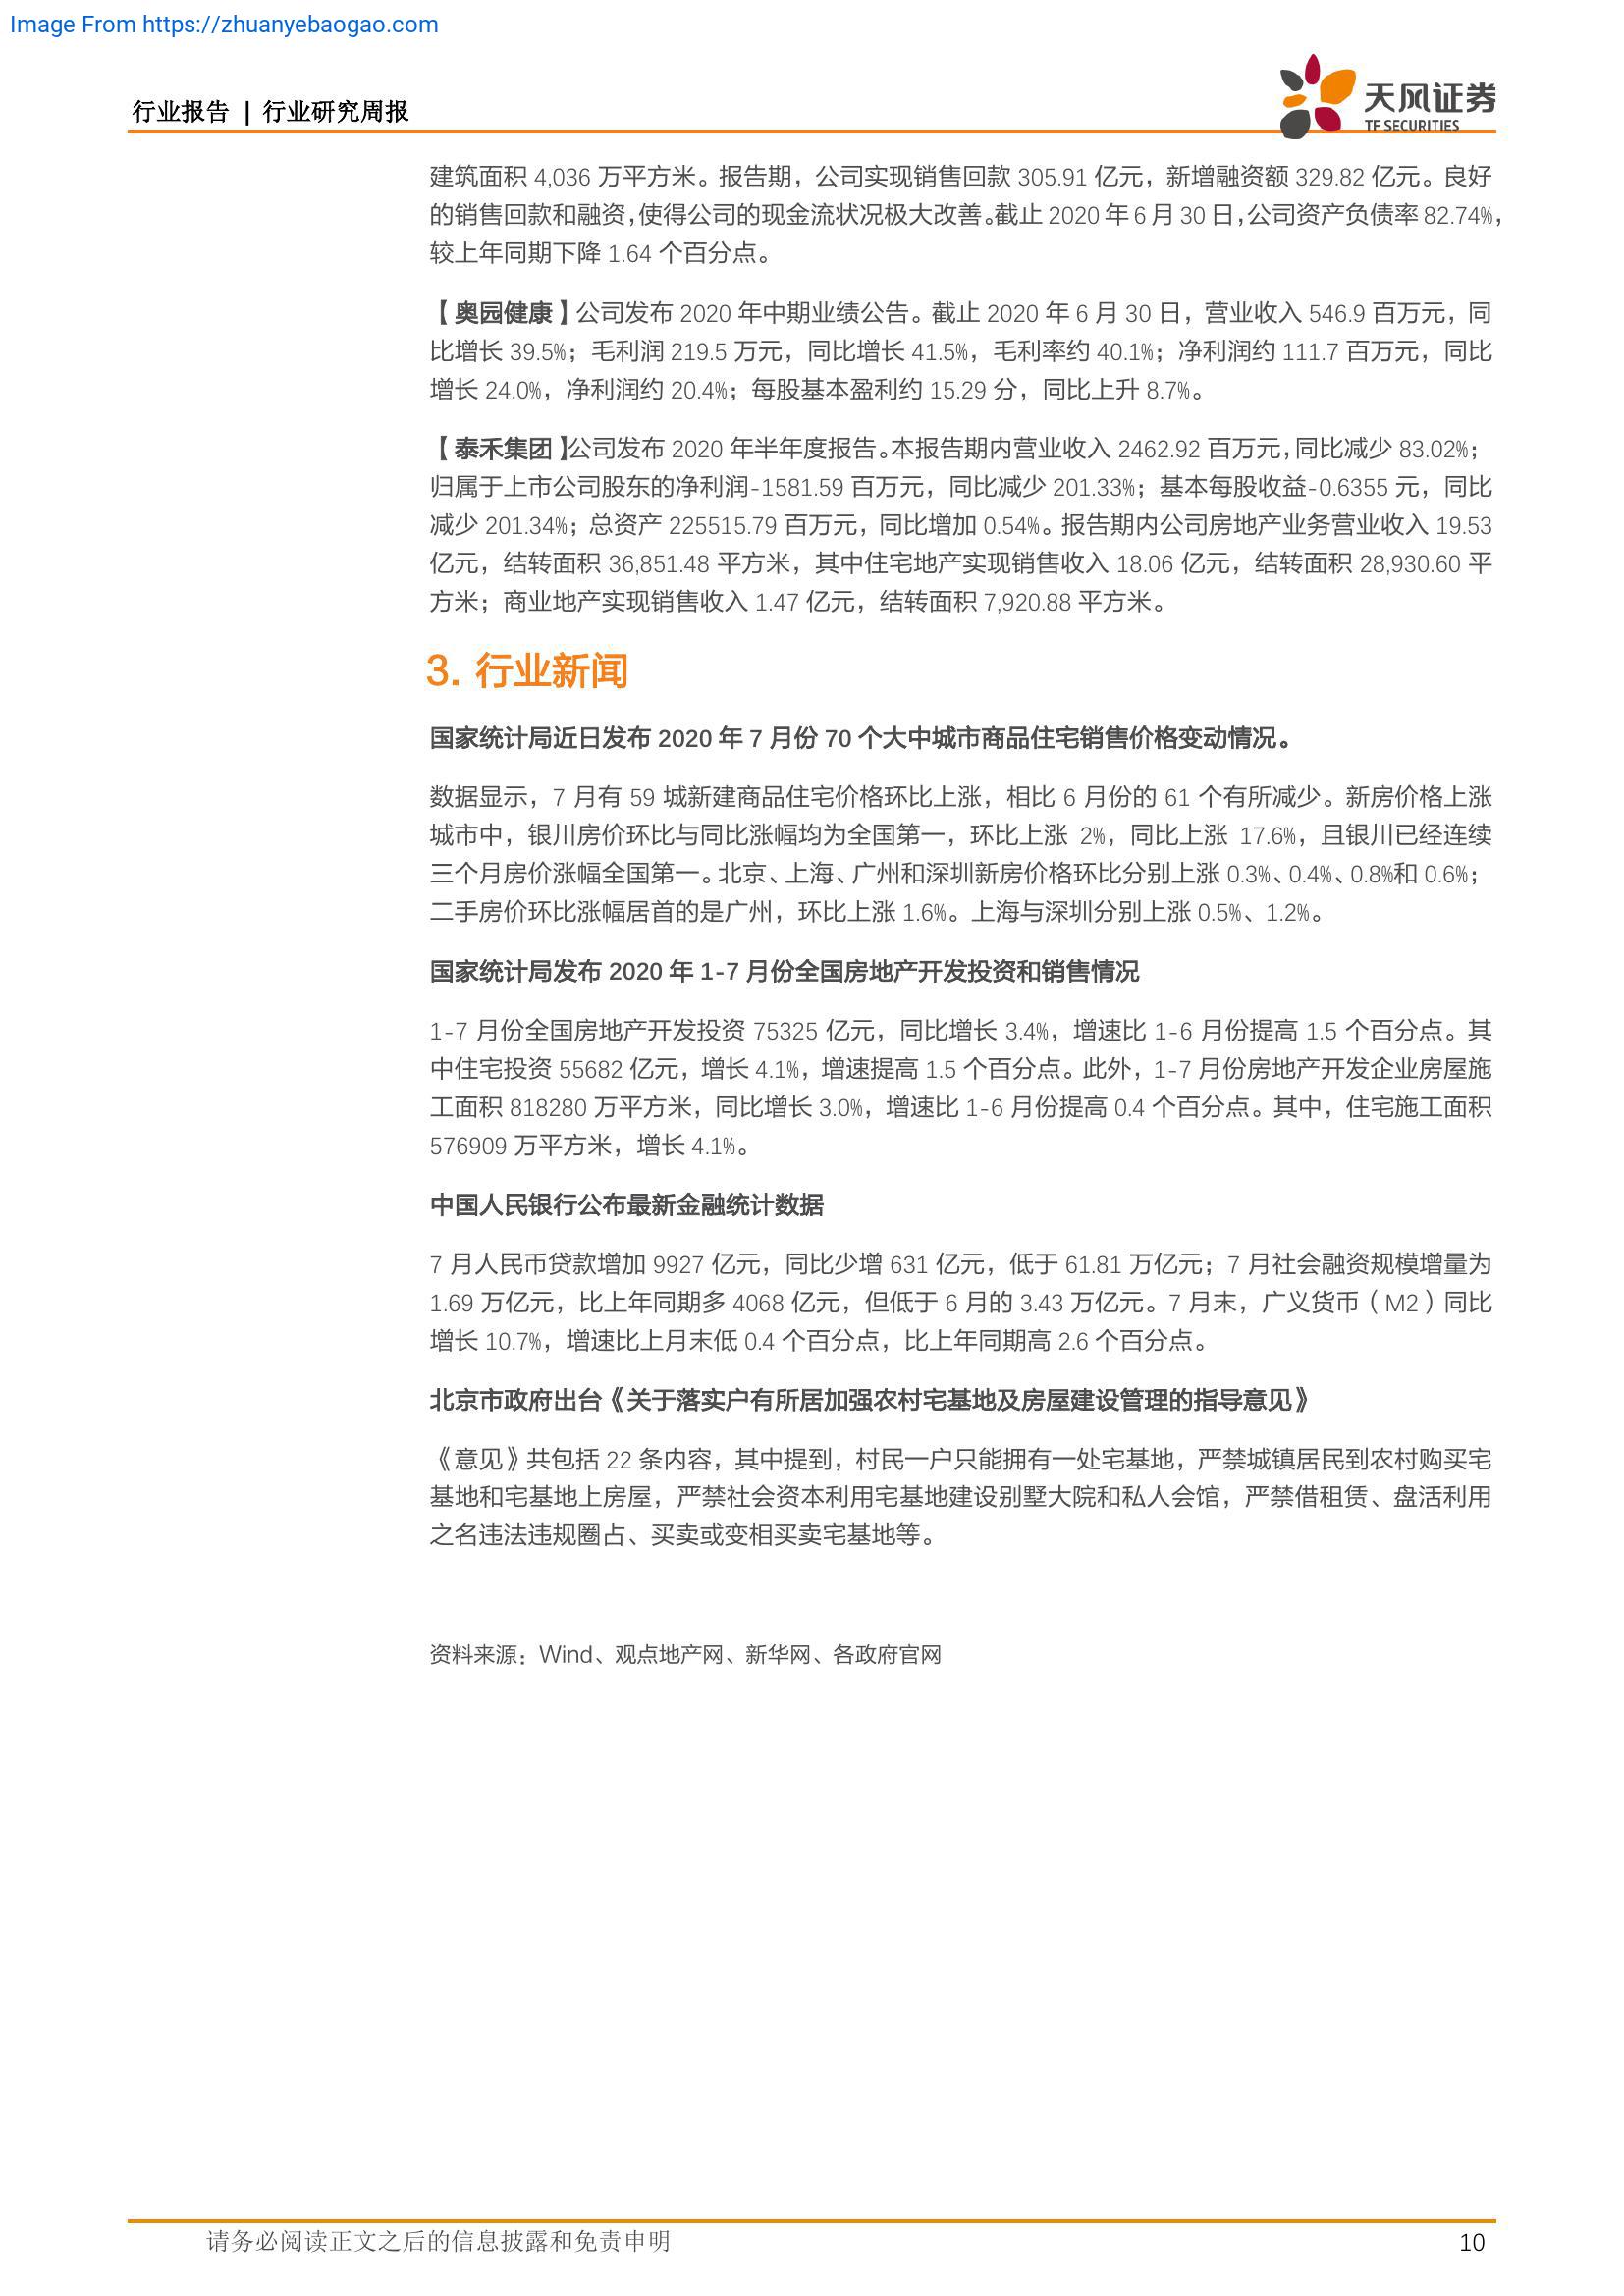 Image From https://zhuanyebaogao.com
行业报告 | 行业研究周报
天风证券
TF SECURITIES
建筑面积 4,036 万平方米。报告期，公司实现销售回款 305.91 亿元，新增融资额 329.82 亿元。良好
的销售回款和融资，使得公司的现金流状况极大改善。截止 2020 年 6 月 30 日，公司资产负债率 82.74%，
较上年同期下降 1.64 个百分点。
【奥园健康】公司发布 2020 年中期业绩公告。截止 2020 年 6 月 30 日，营业收入 546.9 百万元，同
比增长 39.5%；毛利润 219.5 万元，同比增长 41.5%，毛利率约 40.1%；净利润约 111.7 百万元，同比
增长 24.0%，净利润约 20.4%；每股基本盈利约 15.29 分，同比上升 8.7%。
【泰禾集团】公司发布 2020 年半年度报告。本报告期内营业收入 2462.92 百万元，同比减少 83.02%；
归属于上市公司股东的净利润-1581.59 百万元，同比减少 201.33%；基本每股收益-0.6355 元，同比
减少 201.34%；总资产 225515.79 百万元，同比增加 0.54%。报告期内公司房地产业务营业收入 19.53
亿元，结转面积 36,851.48 平方米，其中住宅地产实现销售收入 18.06 亿元，结转面积 28,930.60 平
方米；商业地产实现销售收入 1.47 亿元，结转面积 7,920.88 平方米。
3. 行业新闻
国家统计局近日发布 2020 年 7 月份 70 个大中城市商品住宅销售价格变动情况。
数据显示，7 月有 59 城新建商品住宅价格环比上涨，相比 6 月份的 61 个有所减少。新房价格上涨
城市中，银川房价环比与同比涨幅均为全国第一，环比上涨 2%，同比上涨 17.6%，且银川已经连续
三个月房价涨幅全国第一。北京、上海、广州和深圳新房价格环比分别上涨 0.3%、0.4%、0.8%和 0.6%；
二手房价环比涨幅居首的是广州，环比上涨 1.6%。上海与深圳分别上涨 0.5%、1.2%。
国家统计局发布 2020 年 1-7 月份全国房地产开发投资和销售情况
1-7 月份全国房地产开发投资 75325 亿元，同比增长 3.4%，增速比 1-6 月份提高 1.5 个百分点。其
中住宅投资 55682 亿元，增长 4.1%，增速提高 1.5 个百分点。此外，1-7 月份房地产开发企业房屋施
工面积 818280 万平方米，同比增长 3.0%，增速比 1-6 月份提高 0.4 个百分点。其中，住宅施工面积
576909 万平方米，增长 4.1%。
中国人民银行公布最新金融统计数据
7 月人民币贷款增加 9927 亿元，同比少增 631 亿元，低于 61.81 万亿元；7 月社会融资规模增量为
1.69 万亿元，比上年同期多 4068 亿元，但低于 6 月的 3.43 万亿元。7 月末，广义货币（M2）同比
增长 10.7%，增速比上月末低 0.4 个百分点，比上年同期高 2.6 个百分点。
北京市政府出台《关于落实户有所居加强农村宅基地及房屋建设管理的指导意见》
《意见》共包括 22 条内容，其中提到，村民一户只能拥有一处宅基地，严禁城镇居民到农村购买宅
基地和宅基地上房屋，严禁社会资本利用宅基地建设别墅大院和私人会馆，严禁借租赁、盘活利用
之名违法违规圈占、买卖或变相买卖宅基地等。
资料来源：Wind、观点地产网、新华网、各政府官网
请务必阅读正文之后的信息披露和免责申明
10